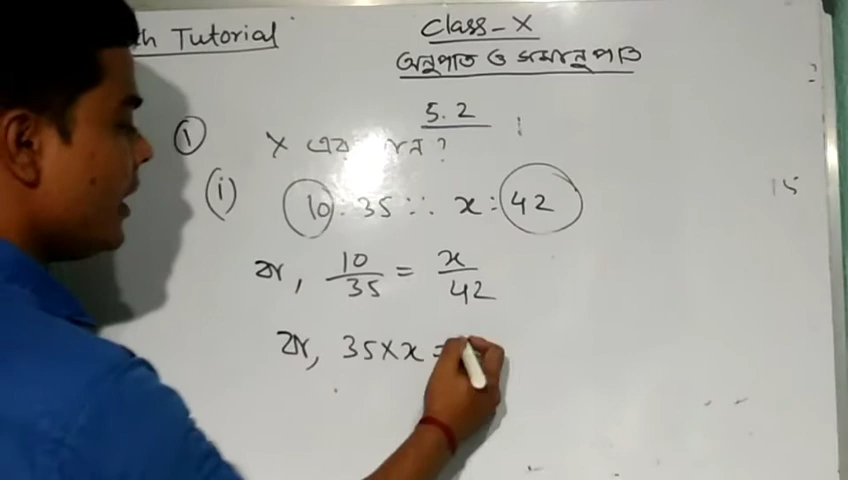 Tutorial
Class-X
অনুপাত ও সমানুপাত
5.2
① x এর ?
(i) 10 : 35 :: x : 42
বা, 10/35 = x/42
বা, 35×x =
15